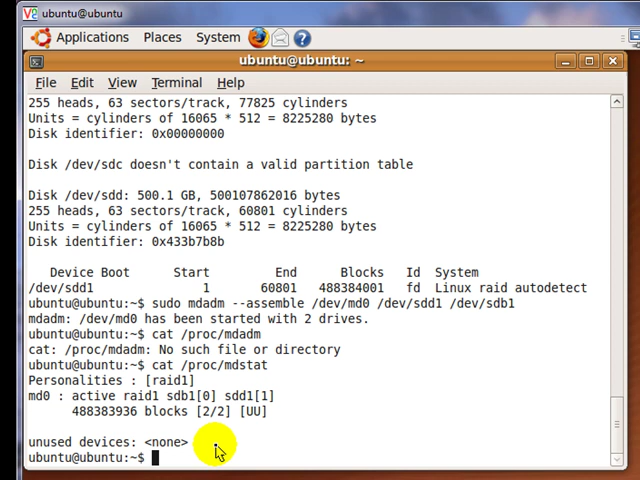 ubuntu@ubuntu
Applications Places System
ubuntu@ubuntu: ~
File Edit View Terminal Help
255 heads, 63 sectors/track, 77825 cylinders
Units = cylinders of 16065 * 512 = 8225280 bytes
Disk identifier: 0x00000000
Disk /dev/sdc doesn't contain a valid partition table
Disk /dev/sdd: 500.1 GB, 500107862016 bytes
255 heads, 63 sectors/track, 60801 cylinders
Units = cylinders of 16065 * 512 = 8225280 bytes
Disk identifier: 0x433b7b8b
Device Boot Start End Blocks Id System
/dev/sdd1 1 60801 488384001 fd Linux raid autodetect
ubuntu@ubuntu:~$ sudo mdadm --assemble /dev/md0 /dev/sdd1 /dev/sdb1
mdadm: /dev/md0 has been started with 2 drives.
ubuntu@ubuntu:~$ cat /proc/mdadm
cat: /proc/mdadm: No such file or directory
ubuntu@ubuntu:~$ cat /proc/mdstat
Personalities : [raid1]
md0 : active raid1 sdb1[0] sdd1[1]
488383936 blocks [2/2] [UU]
unused devices: <none>
ubuntu@ubuntu:~$